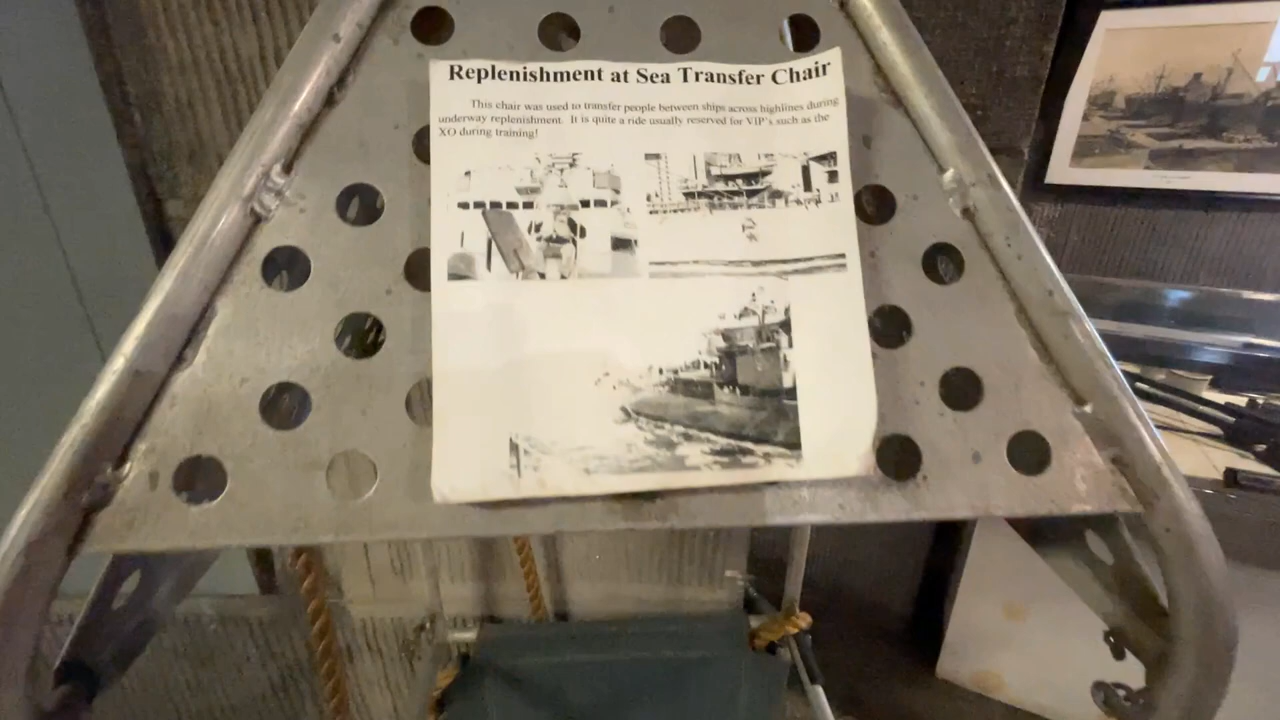 Replenishment at Sea Transfer Chair
This chair was used to transfer people between ships across highlines during
underway replenishment. It is quite a ride usually reserved for VIP's such as the
XO during training!